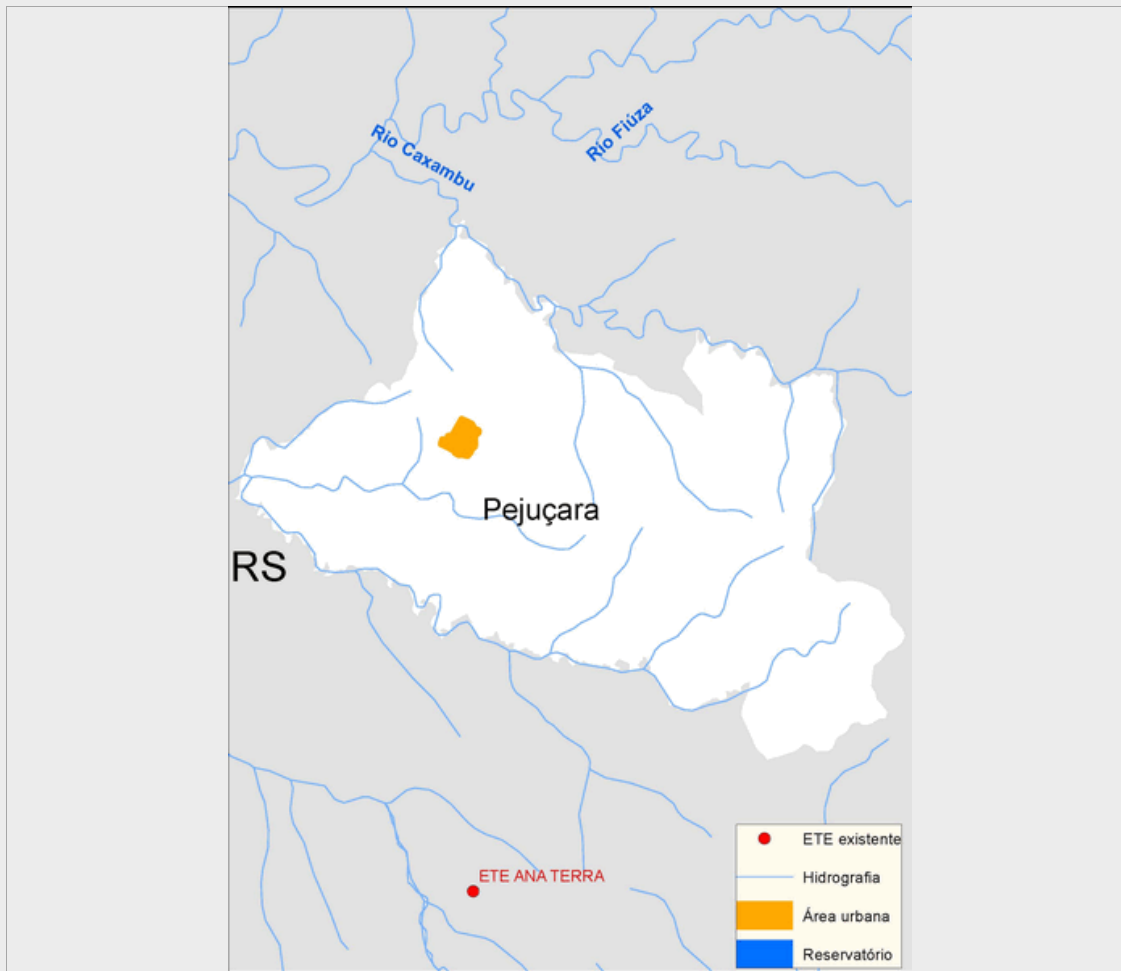 Rio Caxambu
Rio Fiúza
Pejuçara
RS
ETE ANA TERRA
ETE existente
Hidrografia
Área urbana
Reservatório